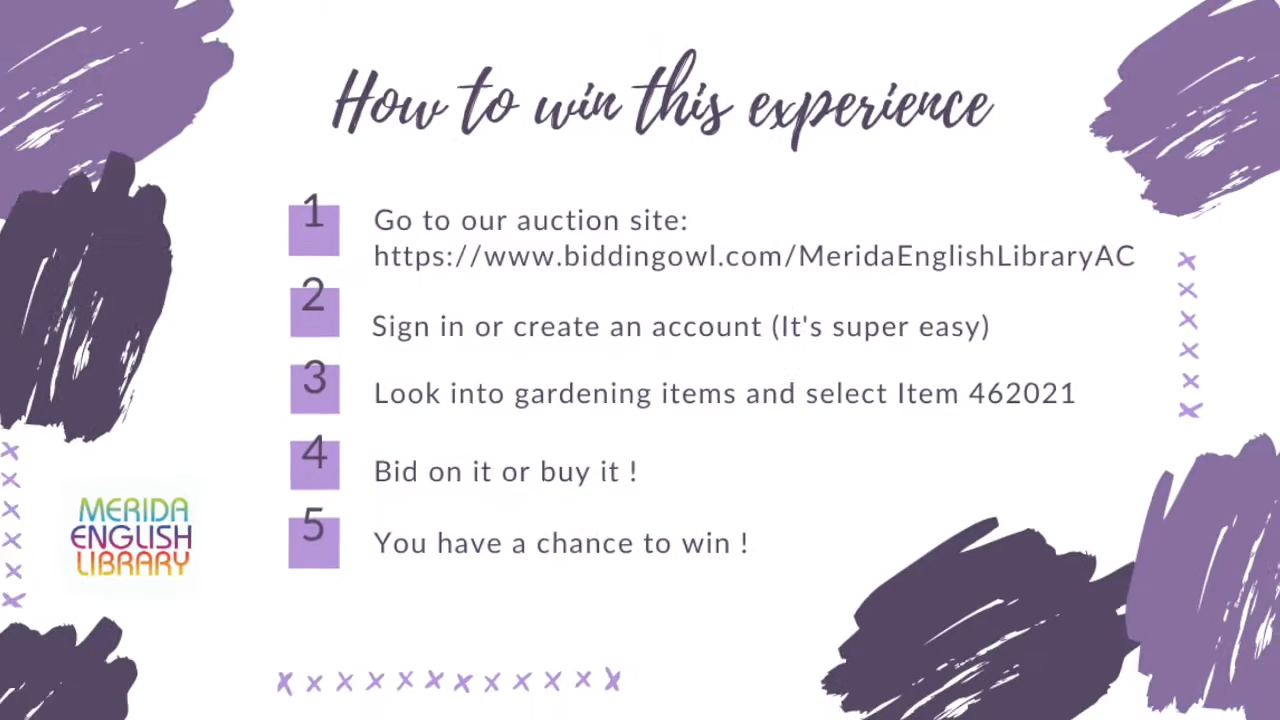 How to win this experience
1
Go to our auction site:
https://www.biddingowl.com/MeridaEnglishLibraryAC
2
Sign in or create an account (It's super easy)
3
Look into gardening items and select Item 462021
4
Bid on it or buy it !
5
You have a chance to win !
MERIDA
ENGLISH
LIBRARY